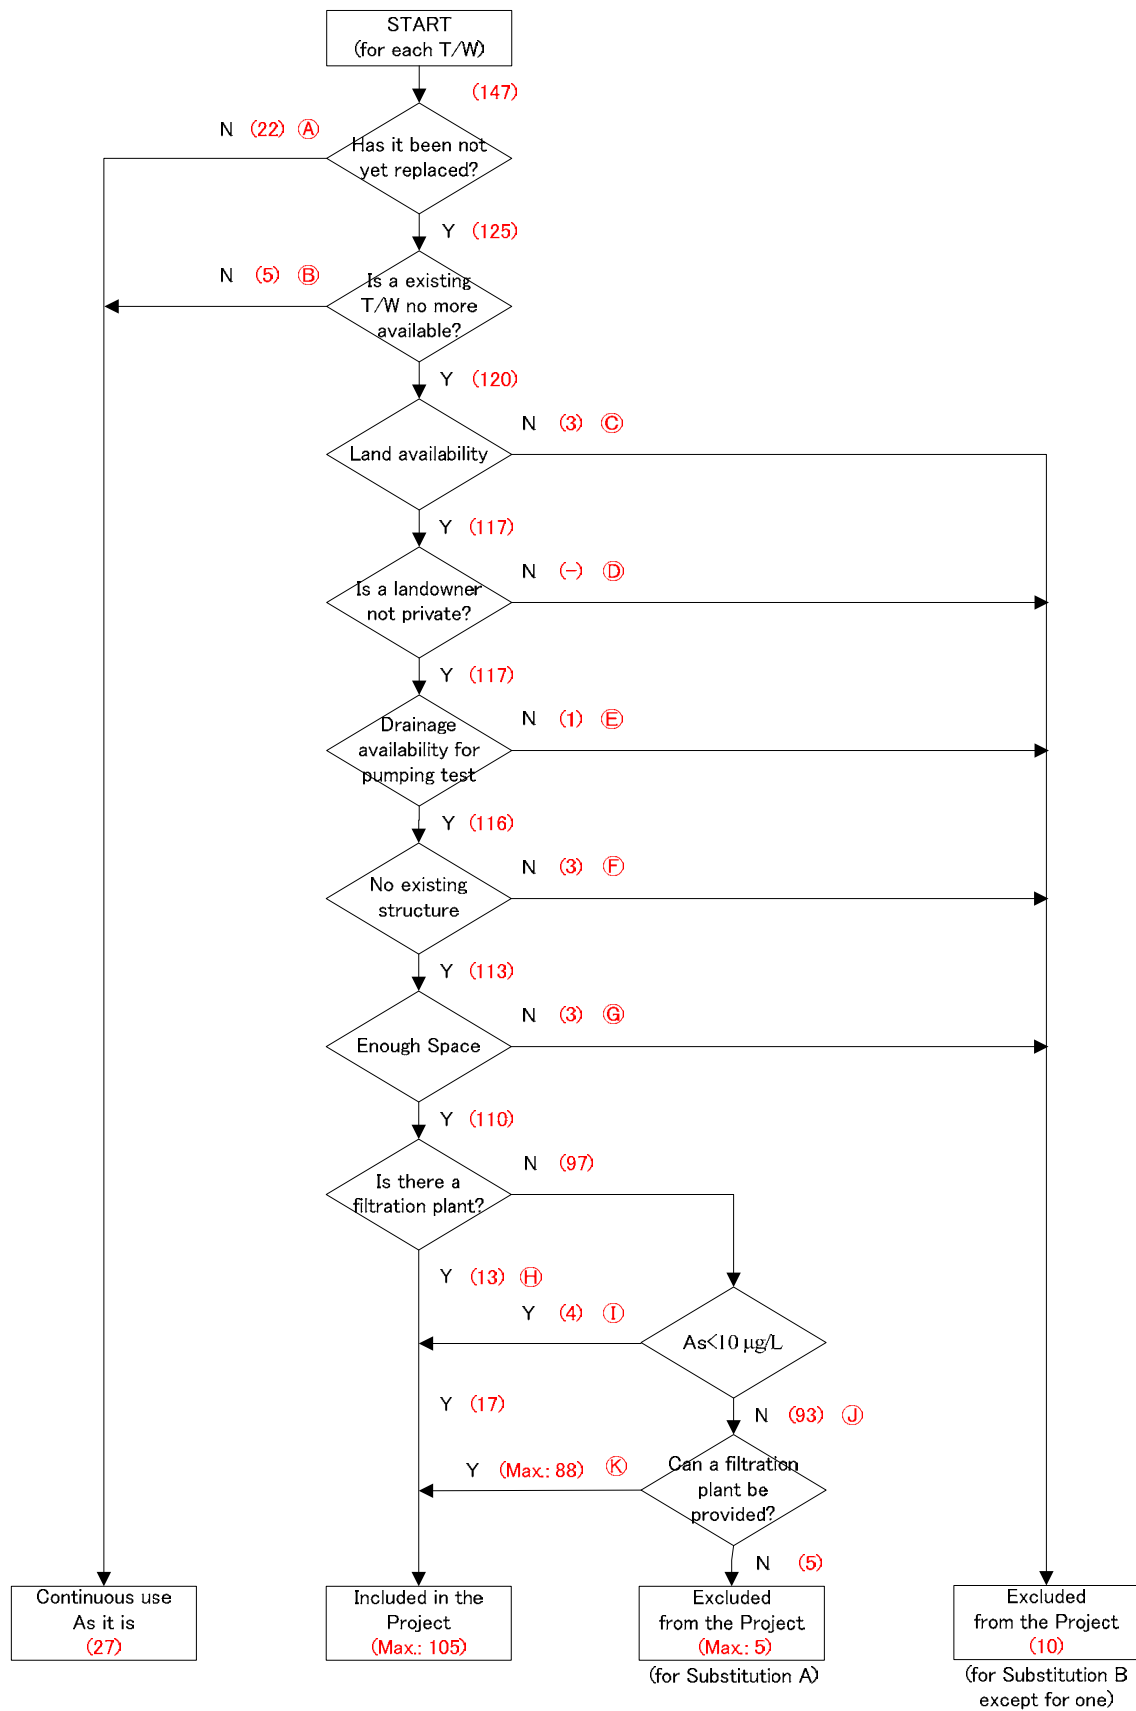 START
(for each T/W)
(147)
N (22) Ⓐ
Has it been not
yet replaced?
Y (125)
N (5) Ⓑ
Is a existing
T/W no more
available?
Y (120)
N (3) Ⓒ
Land availability
Y (117)
N (-) Ⓓ
Is a landowner
not private?
Y (117)
N (1) Ⓔ
Drainage
availability for
pumping test
Y (116)
N (3) Ⓕ
No existing
structure
Y (113)
N (3) Ⓖ
Enough Space
Y (110)
N (97)
Is there a
filtration plant?
Y (13) Ⓗ
Y (4) Ⓘ
As<10 µg/L
Y (17)
N (93) Ⓙ
Y (Max.: 88) Ⓚ
Can a filtration
plant be
provided?
N (5)
Continuous use
As it is
(27)
Included in the
Project
(Max.: 105)
Excluded
from the Project
(Max.: 5)
(for Substitution A)
Excluded
from the Project
(10)
(for Substitution B
except for one)